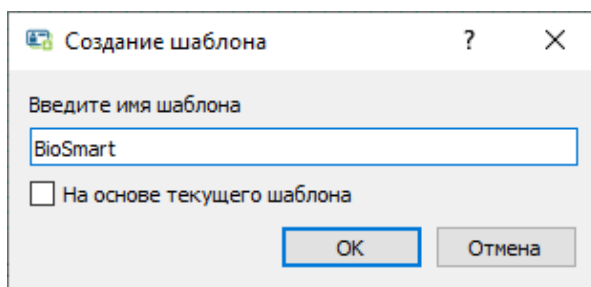 Создание шаблона ?
Введите имя шаблона
BioSmart
На основе текущего шаблона
OK Отмена